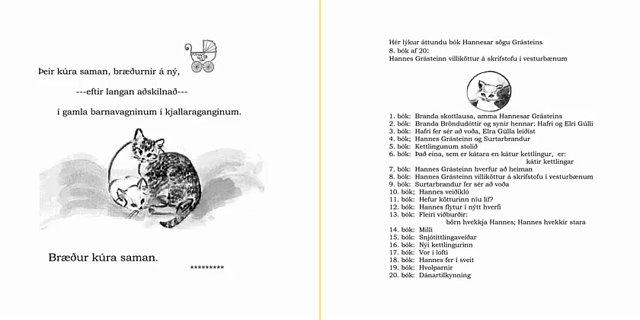 Þeir kúra saman, bræðurnir á ný,
---eftir langan aðskilnað---
í gamla barnavagninum í kjallaraganginum.
Bræður kúra saman.
*********
Hér lýkur áttundu bók Hannesar sögu Grásteins
8. bók af 20:
Hannes Grásteinn villiköttur á skrifstofu í vesturbænum
1. bók: Branda skottlausa, amma Hannesar Grásteins
2. bók: Branda Bröndudóttir og synir hennar: Hafri og Elri Gúlli
3. bók: Hafri fer sér að voða, Elra Gúlla leiðist
4. bók; Hannes Grásteinn og Surtarbrandur
5. bók: Kettlingunum stolið
6. bók: Það eina, sem er kátara en kátur kettlingur, er:
kátir kettlingar
7. bók: Hannes Grásteinn hverfur að heiman
8. bók: Hannes Grásteinn villiköttur á skrifstofu í vesturbænum
9. bók: Surtarbrandur fer sér að voða
10. bók; Hannes veiðikló
11. bók: Hefur kötturinn níu líf?
12. bók: Hannes flytur í nýtt hverfi
13. bók: Fleiri viðburðir:
börn hvekkja Hannes; Hannes hvekkir stara
14. bók: Milli
15. bók: Snjótittlingaveiðar
16. bók: Nýi kettlingurinn
17. bók: Vor í lofti
18. bók: Hannes fer í sveit
19. bók: Hvolparnir
20. bók: Dánartilkynning